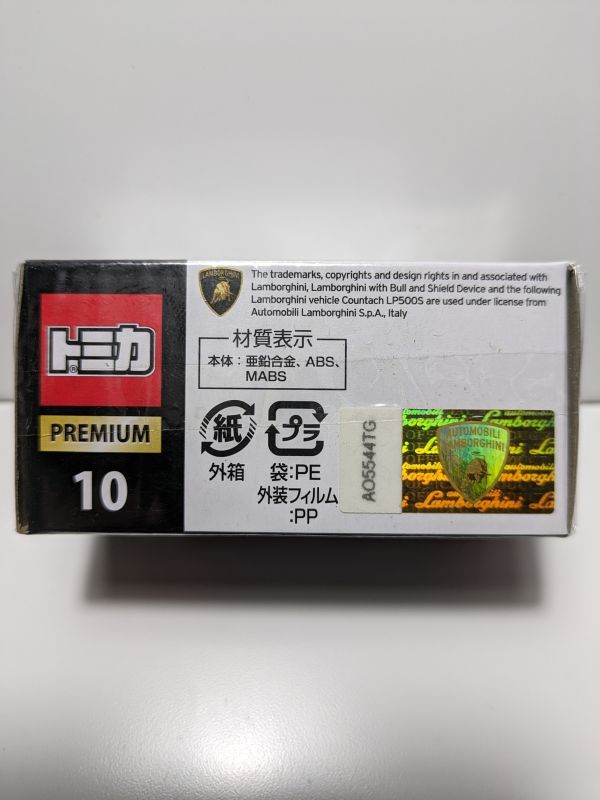 トミカ®
PREMIUM
10
LAMBORGHINI
The trademarks, copyrights and design rights in and associated with
Lamborghini, Lamborghini with Bull and Shield Device and the following
Lamborghini vehicle Countach LP500S are used under license from
Automobili Lamborghini S.p.A., Italy
材質表示
本体：亜鉛合金、ABS、
MABS
紙
外箱
プラ
袋:PE
外装フィルム
:PP
AO5544TG
AUTOMOBILI
LAMBORGHINI
Lamborghini